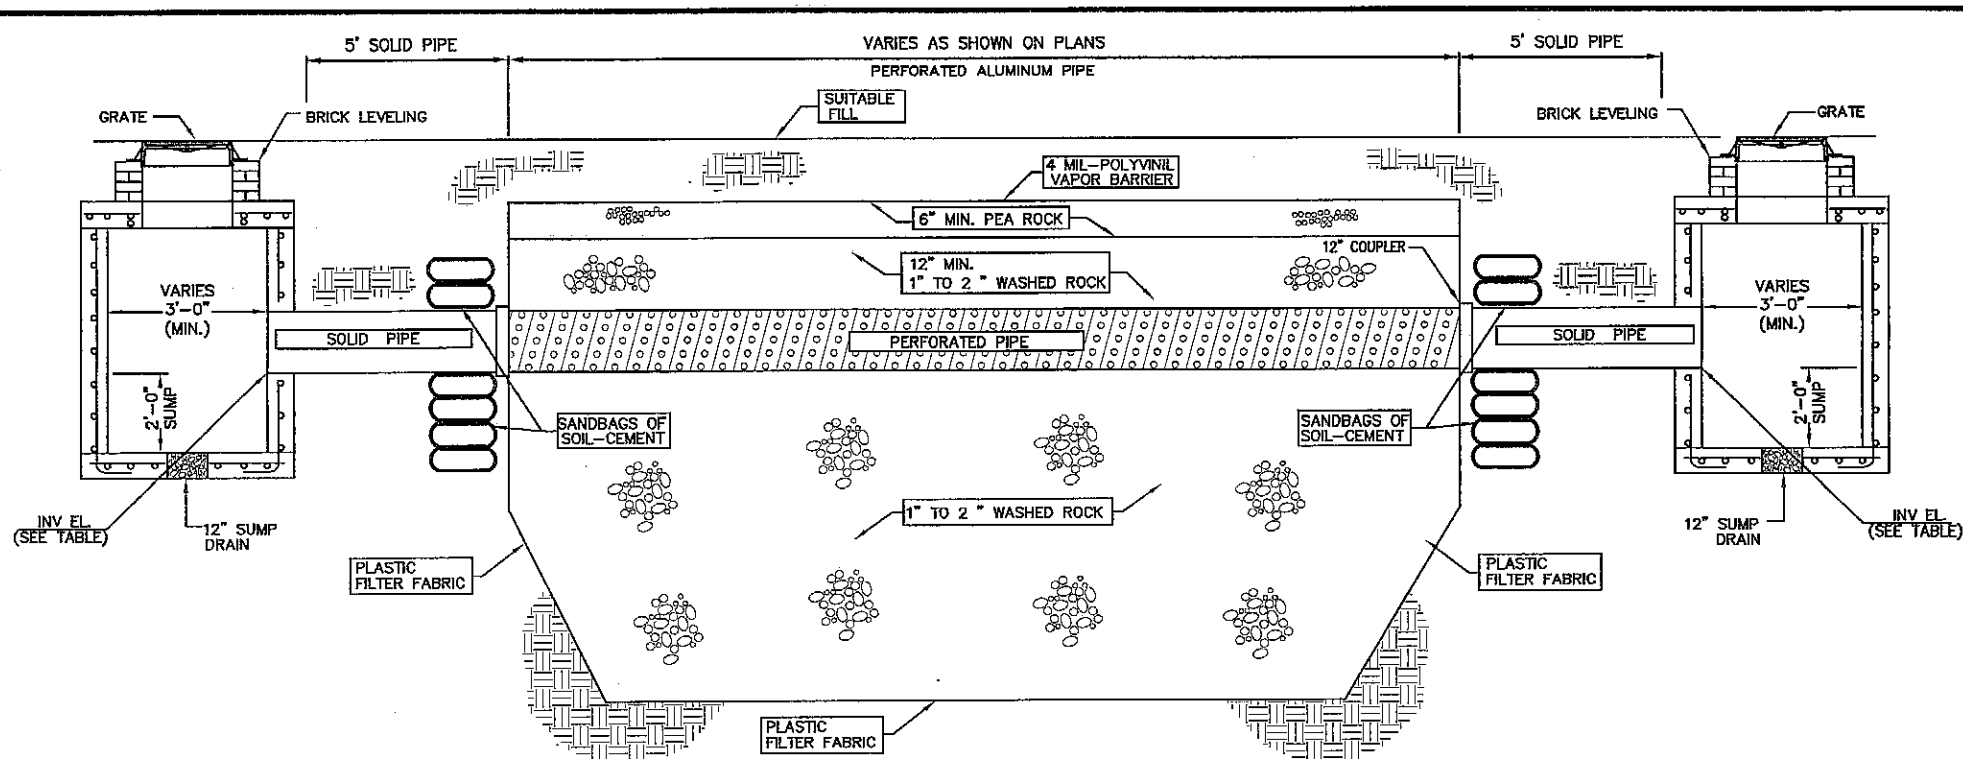 5' SOLID PIPE
VARIES AS SHOWN ON PLANS
5' SOLID PIPE
PERFORATED ALUMINUM PIPE
GRATE
BRICK LEVELING
SUITABLE
FILL
BRICK LEVELING
GRATE
4 MIL-POLYVINIL
VAPOR BARRIER
6" MIN. PEA ROCK
12" COUPLER
12" MIN.
1" TO 2 " WASHED ROCK
VARIES
3'-0"
(MIN.)
VARIES
3'-0"
(MIN.)
SOLID PIPE
PERFORATED PIPE
SOLID PIPE
2'-0"
SUMP
2'-0"
SUMP
SANDBAGS OF
SOIL-CEMENT
SANDBAGS OF
SOIL-CEMENT
1" TO 2 " WASHED ROCK
INV EL.
(SEE TABLE)
12" SUMP
DRAIN
12" SUMP
DRAIN
INV EL.
(SEE TABLE)
PLASTIC
FILTER FABRIC
PLASTIC
FILTER FABRIC
PLASTIC
FILTER FABRIC